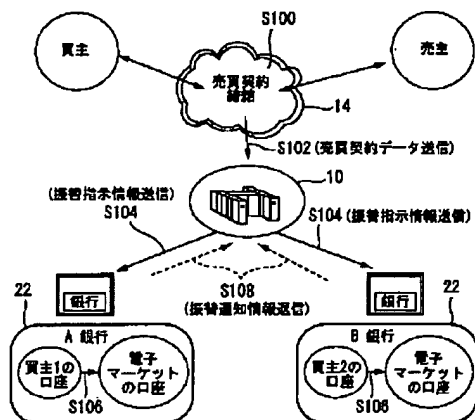 買主
S100
売主
売買契約
締結
14
S102(売買契約データ送信)
10
(振替指示情報送信)
S104
S104(振替指示情報送信)
S108
(振替通知情報返信)
22
銀行
銀行
22
A 銀行
B 銀行
買主1の
口座
電子
マーケット
の口座
S106
買主2の
口座
電子
マーケット
の口座
S106